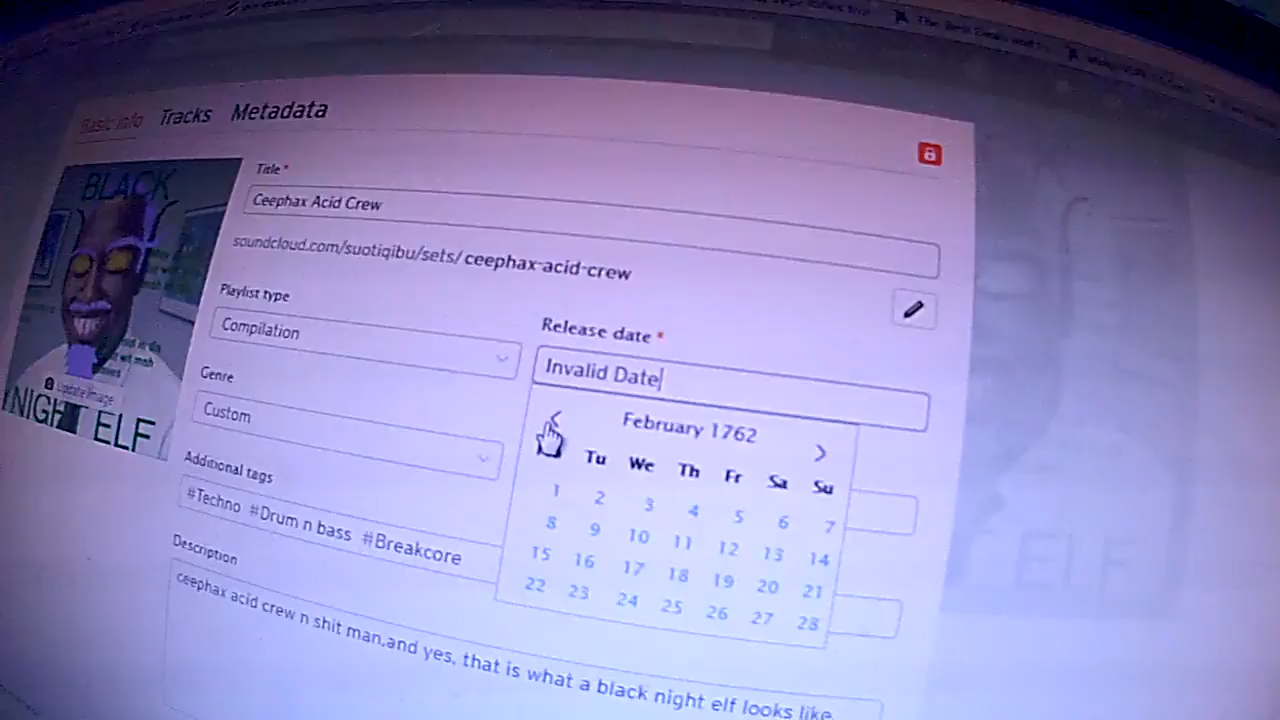 The Best
Basic info Tracks Metadata
BLACK
NIGHT ELF
Update image
Title *
Ceephax Acid Crew
soundcloud.com/suotiqibu/sets/ceephax-acid-crew
Playlist type
Compilation
Release date *
Invalid Date
Genre
Custom
February 1762
Tu We Th Fr Sa Su
1 2 3 4 5 6 7
8 9 10 11 12 13 14
15 16 17 18 19 20 21
22 23 24 25 26 27 28
Additional tags
#Techno #Drum n bass #Breakcore
Description
ceephax acid crew n shit man,and yes, that is what a black night elf looks like
ELF